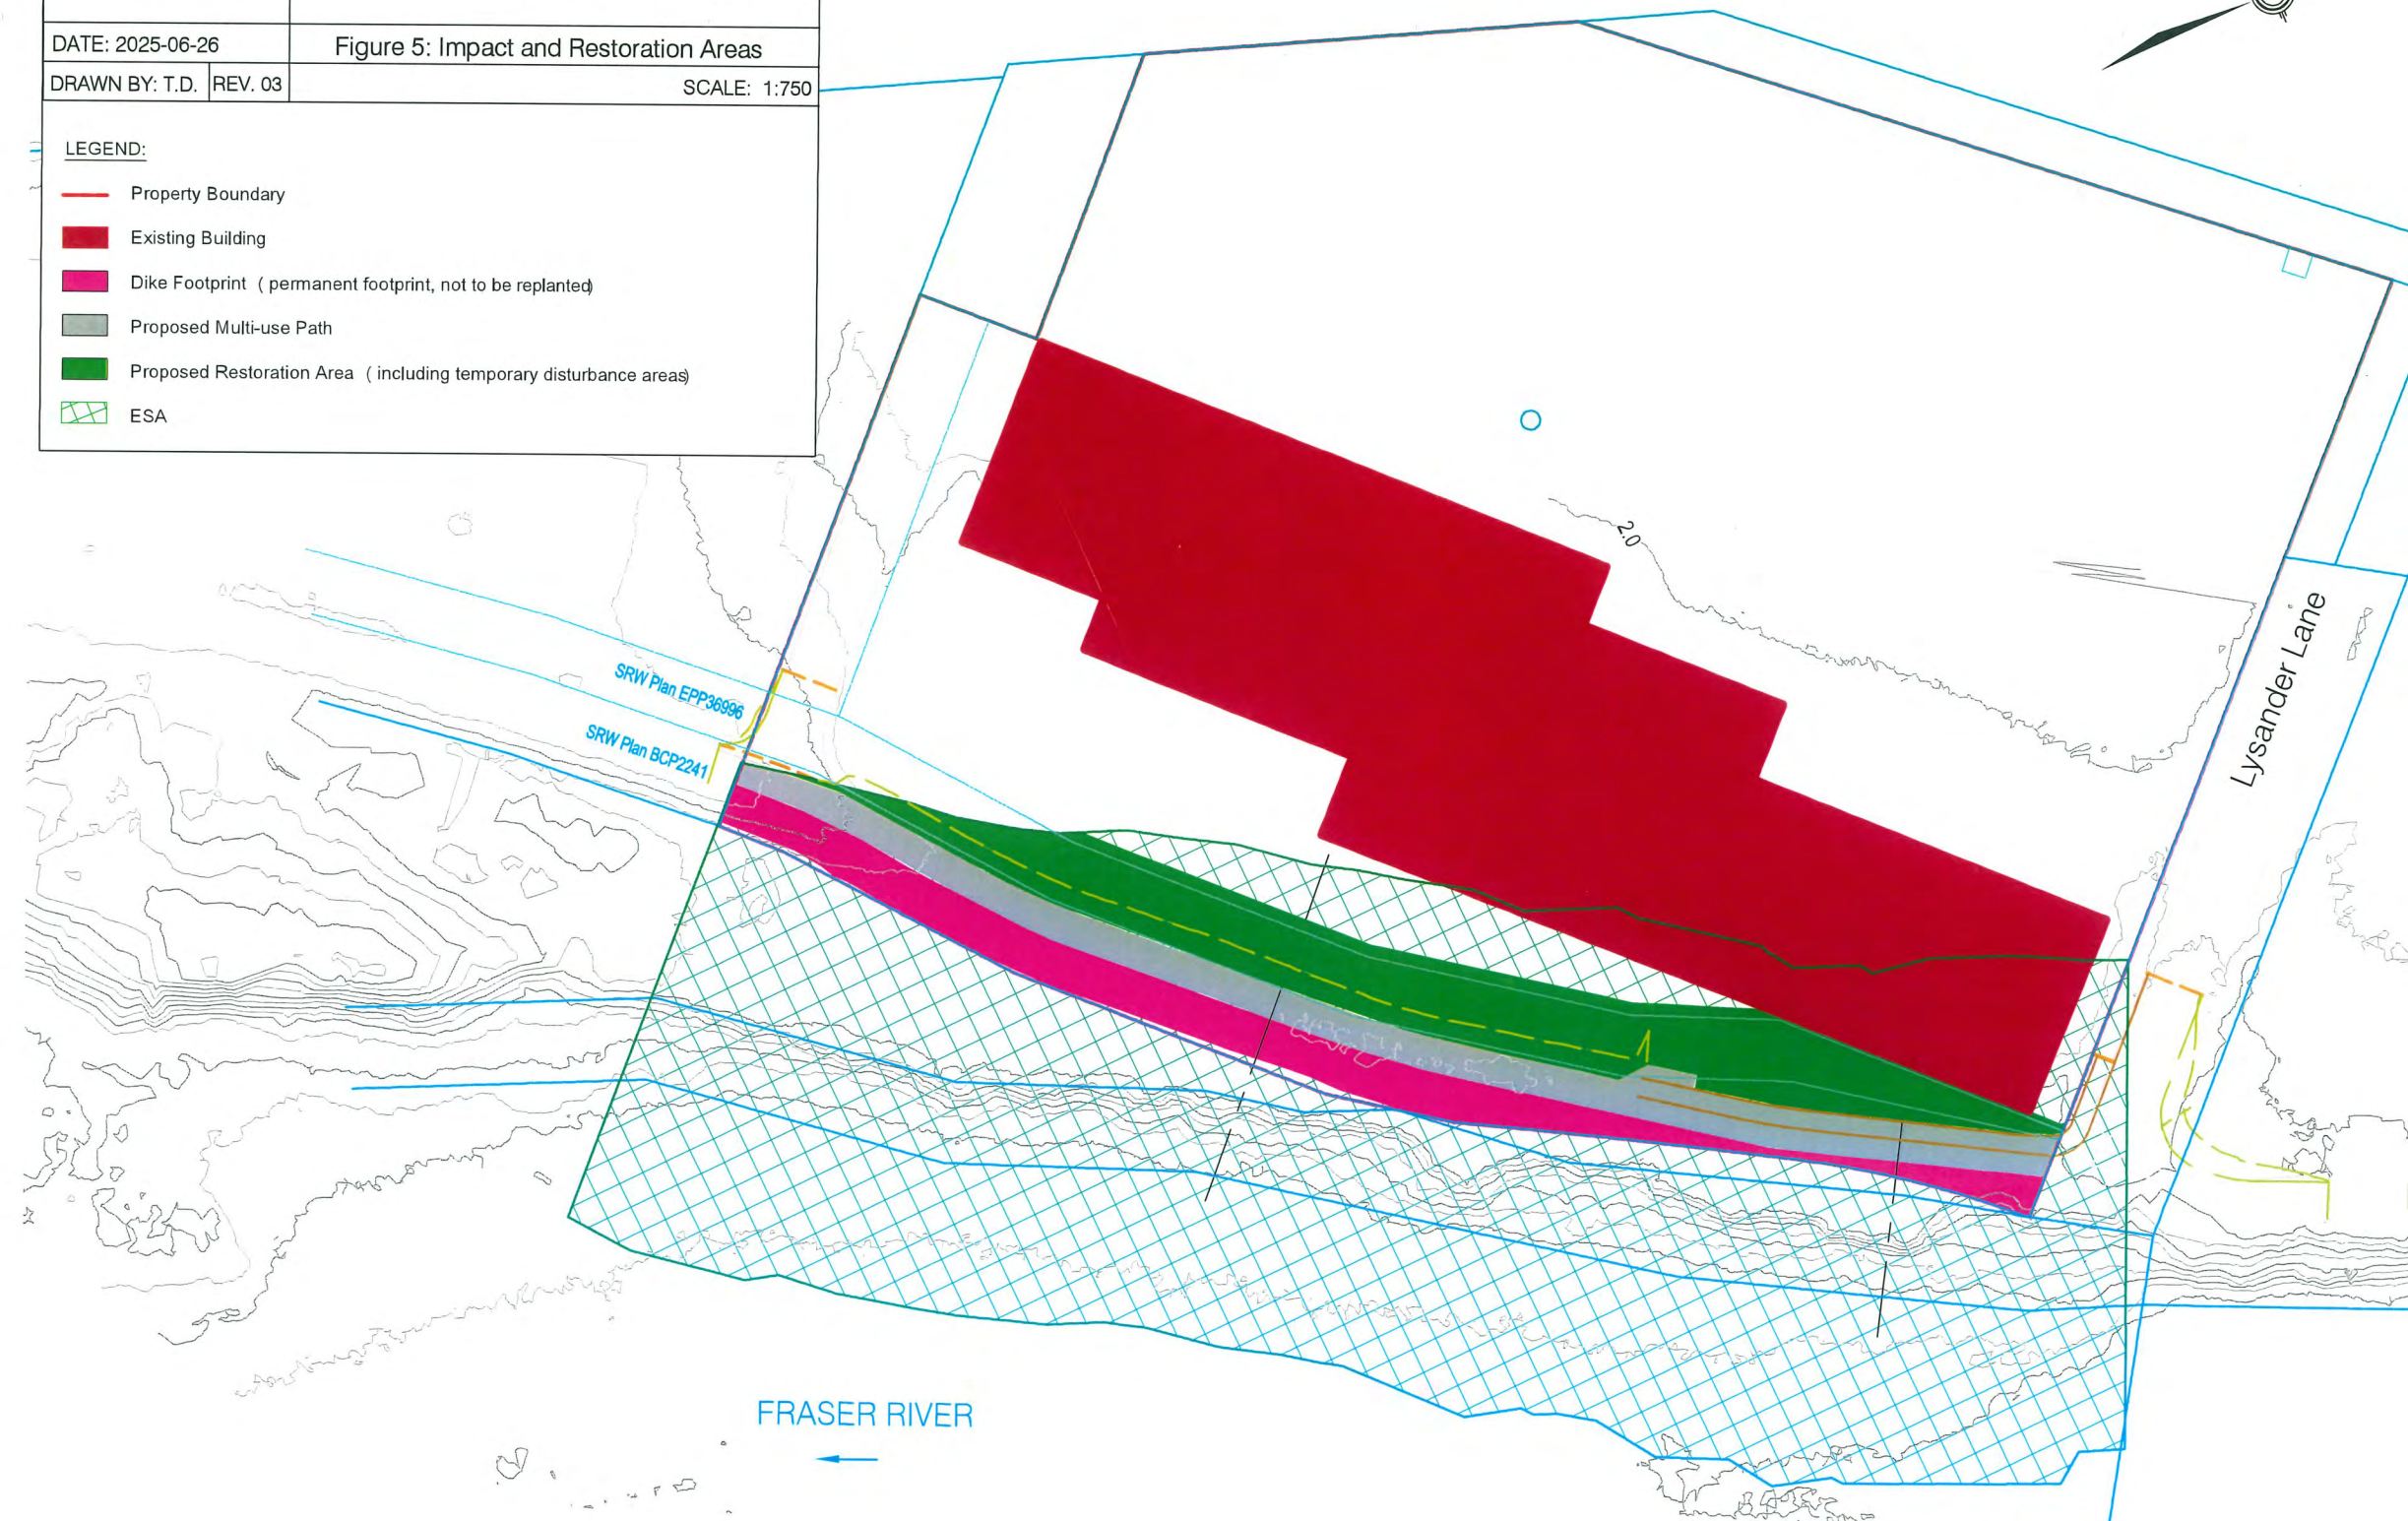 DATE: 2025-06-26
Figure 5: Impact and Restoration Areas
DRAWN BY: T.D.
REV. 03
SCALE: 1:750
LEGEND:
Property Boundary
Existing Building
Dike Footprint ( permanent footprint, not to be replanted)
Proposed Multi-use Path
Proposed Restoration Area ( including temporary disturbance areas)
ESA
2.0
Lysander Lane
SRW Plan EPP36996
SRW Plan BCP2241
FRASER RIVER